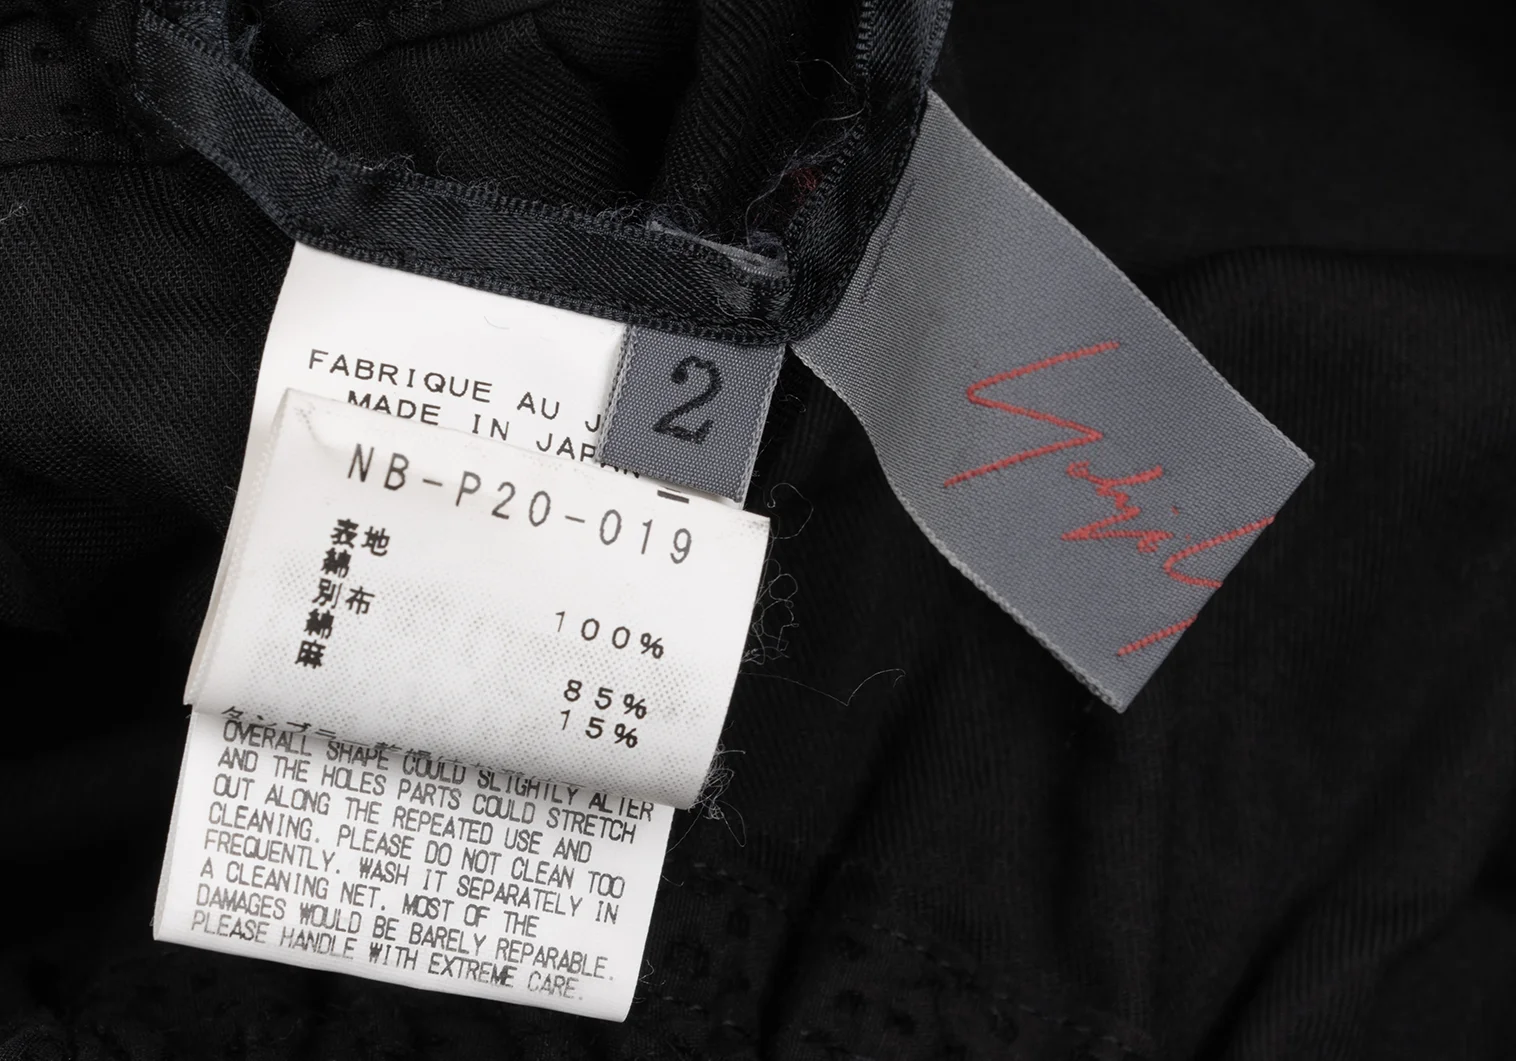 FABRIQUE AU
MADE IN JAPAN
2
NB-P20-019
表地
綿 100%
別布
綿 85%
麻 15%
OVERALL SHAPE COULD SLIGHTLY ALTER
AND THE HOLES PARTS COULD STRETCH
OUT ALONG THE REPEATED USE AND
CLEANING. PLEASE DO NOT CLEAN TOO
FREQUENTLY. WASH IT SEPARATELY IN
A CLEANING NET. MOST OF THE
DAMAGES WOULD BE BARELY REPARABLE.
PLEASE HANDLE WITH EXTREME CARE.